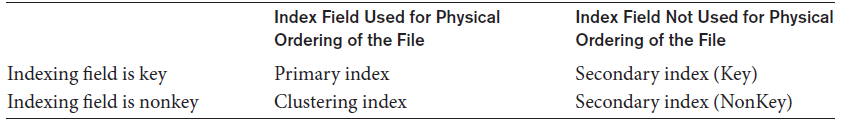 Index Field Used for Physical Ordering of the File    Index Field Not Used for Physical Ordering of the File
Indexing field is key    Primary index    Secondary index (Key)
Indexing field is nonkey    Clustering index    Secondary index (NonKey)